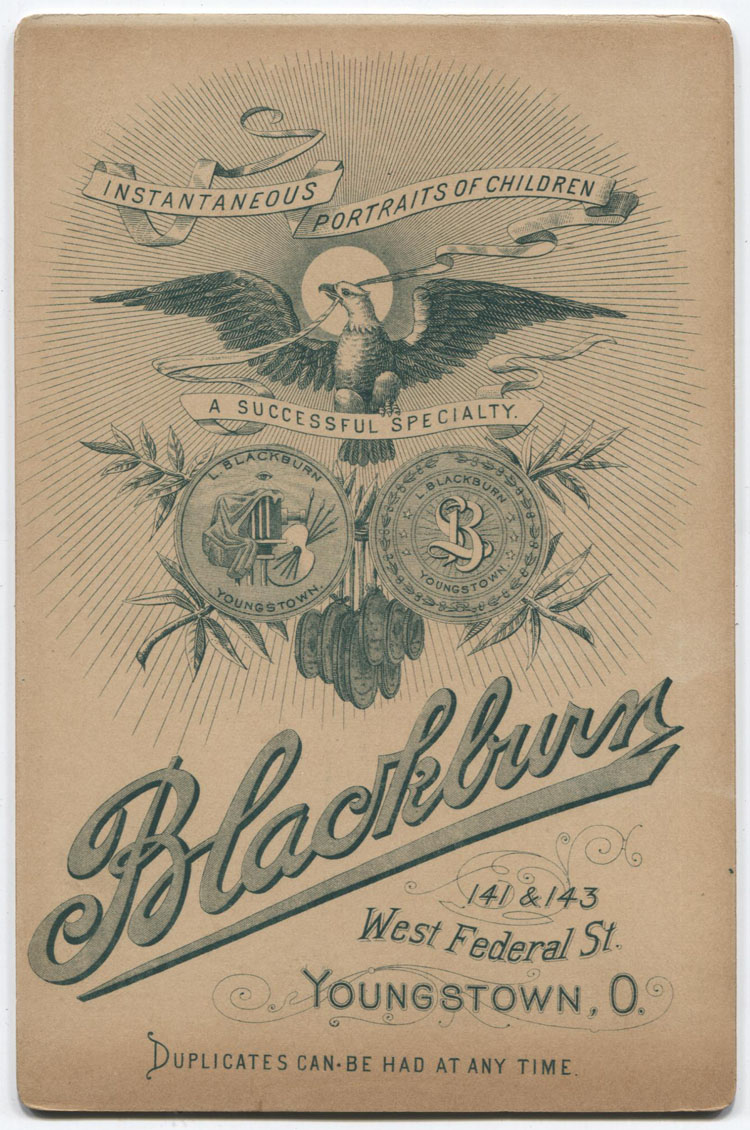 INSTANTANEOUS PORTRAITS OF CHILDREN
A SUCCESSFUL SPECIALTY.
L. BLACKBURN
YOUNGSTOWN.
L. BLACKBURN
B
YOUNGSTOWN.
Blackburn
141 & 143
West Federal St.
YOUNGSTOWN, O.
DUPLICATES CAN·BE HAD AT ANY TIME.